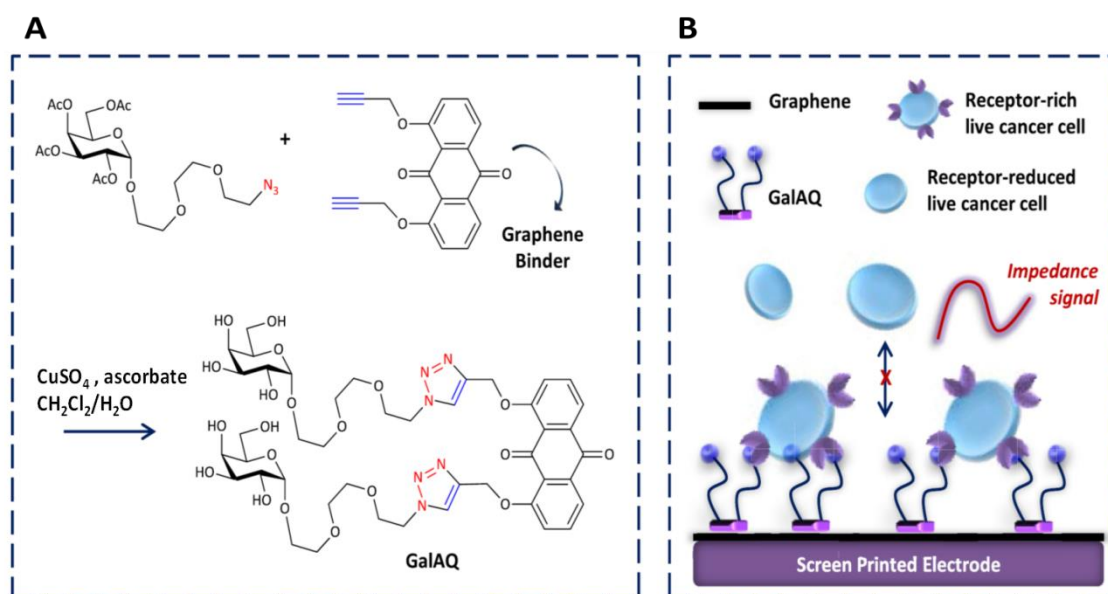 A
AcO OAc
O
AcO
OAc
O
O
O
N3
+
O
O
O
O
Graphene
Binder
CuSO4 , ascorbate
CH2Cl2/H2O
HO OH
O
HO
HO
O
O
O
N=N
N
O
O
O
HO OH
O
HO
HO
O
O
O
N=N
N
O
GalAQ
B
Graphene
Receptor-rich
live cancer cell
GalAQ
Receptor-reduced
live cancer cell
Impedance
signal
X
Screen Printed Electrode